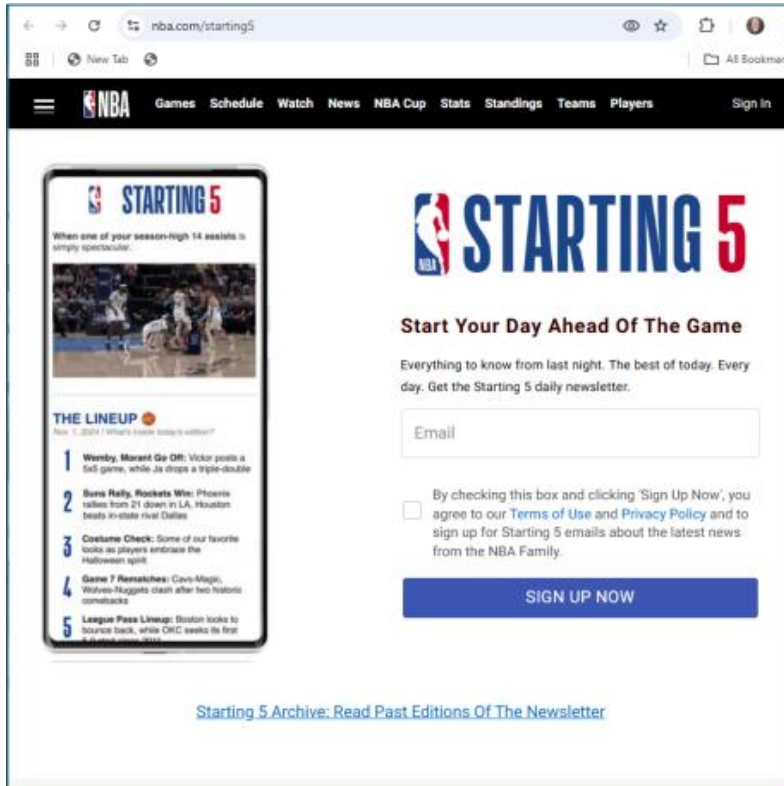 nba.com/starting5
New Tab
All Bookmar
NBA Games Schedule Watch News NBA Cup Stats Standings Teams Players Sign In
STARTING 5
When one of your season-high 14 assists is
simply spectacular.
THE LINEUP
Nov. 1, 2024 / What's inside today's edition?
1 Wemby, Morant Go Off: Victor posts a
5x5 game, while Ja drops a triple-double
2 Suns Rally, Rockets Win: Phoenix
rallies from 21 down in LA, Houston
beats in-state rival Dallas
3 Costume Check: Some of our favorite
looks as players embrace the
Halloween spirit
4 Game 7 Rematches: Cavs-Magic,
Wolves-Nuggets clash after two historic
comebacks
5 League Pass Lineup: Boston looks to
bounce back, while OKC seeks its first
NBA STARTING 5
Start Your Day Ahead Of The Game
Everything to know from last night. The best of today. Every
day. Get the Starting 5 daily newsletter.
Email
By checking this box and clicking 'Sign Up Now', you
agree to our Terms of Use and Privacy Policy and to
sign up for Starting 5 emails about the latest news
from the NBA Family.
SIGN UP NOW
Starting 5 Archive: Read Past Editions Of The Newsletter